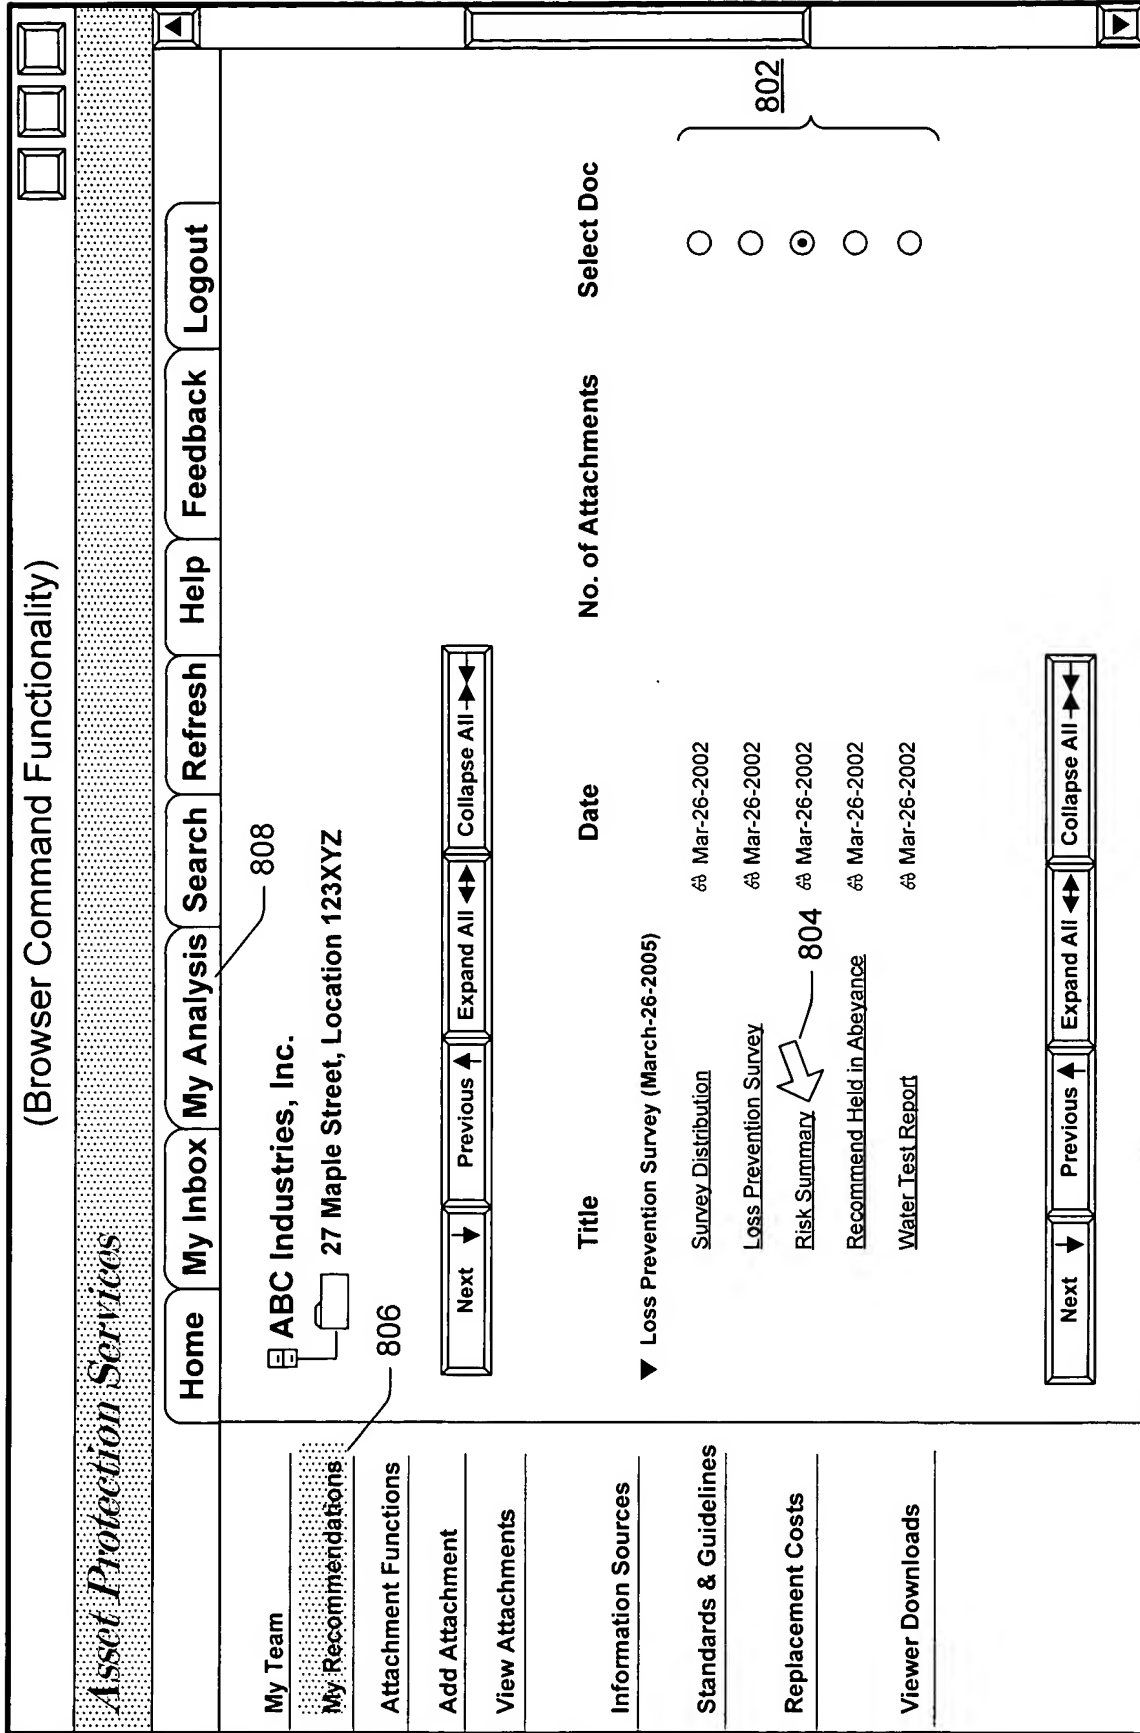 (Browser Command Functionality)
Asset Protection Services
Home My Inbox My Analysis Search Refresh Help Feedback Logout
808
My Team
My Recommendations
Attachment Functions
Add Attachment
View Attachments
Information Sources
Standards & Guidelines
Replacement Costs
Viewer Downloads
ABC Industries, Inc.
27 Maple Street, Location 123XYZ
806
Next Previous Expand All Collapse All
Title Date No. of Attachments Select Doc
Loss Prevention Survey (March-26-2005)
802
Survey Distribution Mar-26-2002
Loss Prevention Survey Mar-26-2002
Risk Summary Mar-26-2002
804
Recommend Held in Abeyance Mar-26-2002
Water Test Report Mar-26-2002
Next Previous Expand All Collapse All